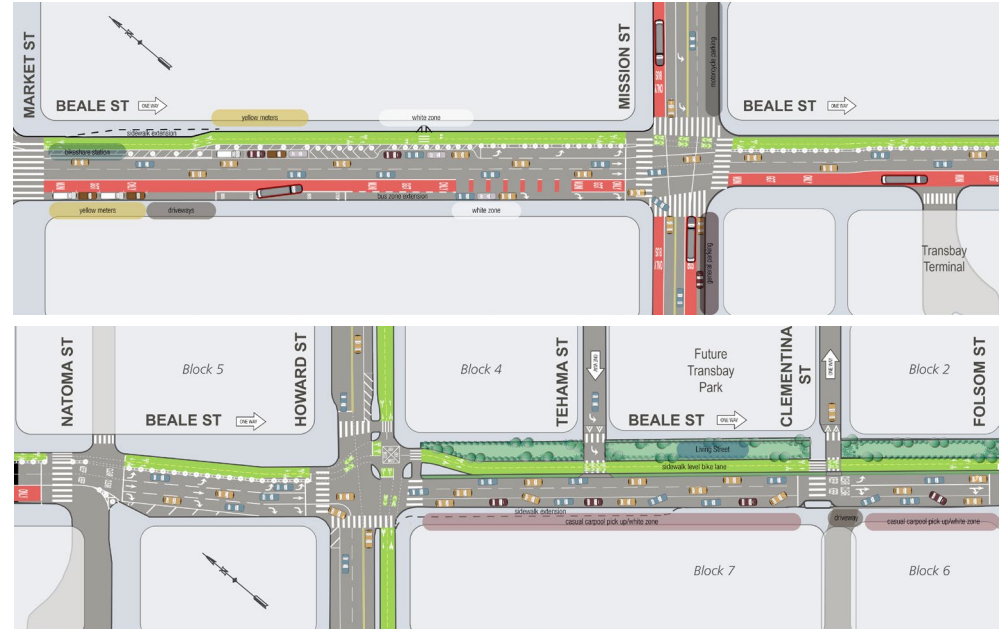 MARKET ST
BEALE ST
ONE WAY
sidewalk extension
yellow meters
white zone
MISSION ST
motorcycle parking
BEALE ST
ONE WAY
bikeshare station
BUS
ONLY
yellow meters
driveways
bus zone extension
white zone
general parking
Transbay
Terminal
NATOMA ST
Block 5
BEALE ST
ONE WAY
HOWARD ST
Block 4
TEHAMA ST
ONE WAY
Future
Transbay
Park
BEALE ST
ONE WAY
CLEMENTINA
ST
ONE WAY
Block 2
FOLSOM ST
Living Street
sidewalk level bike lane
sidewalk extension
casual carpool pick up/white zone
driveway
casual carpool pick up/white zone
Block 7
Block 6